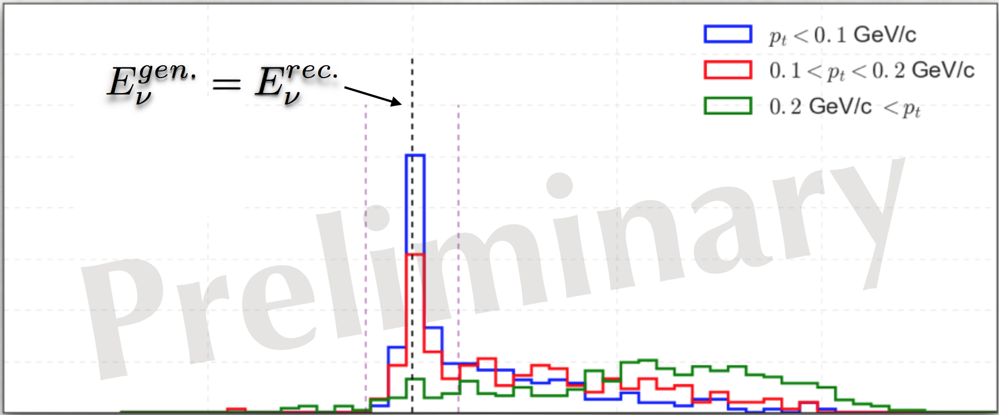 E_ν^{gen.} = E_ν^{rec.}
p_t < 0.1 GeV/c
0.1 < p_t < 0.2 GeV/c
0.2 GeV/c < p_t
Preliminary